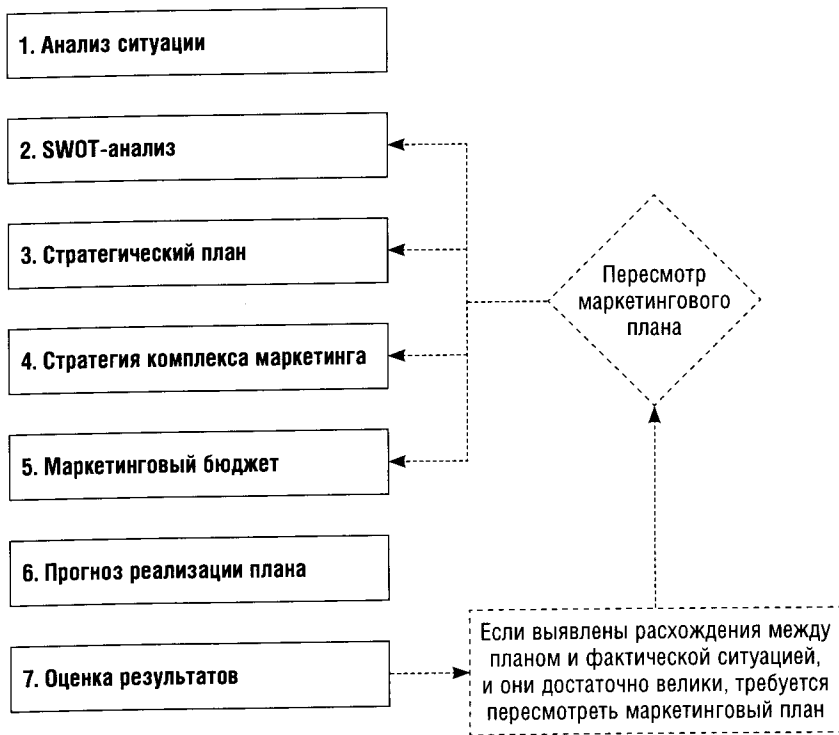 1. Анализ ситуации
2. SWOT-анализ
3. Стратегический план
4. Стратегия комплекса маркетинга
5. Маркетинговый бюджет
6. Прогноз реализации плана
7. Оценка результатов
Пересмотр
маркетингового
плана
Если выявлены расхождения между
планом и фактической ситуацией,
и они достаточно велики, требуется
пересмотреть маркетинговый план